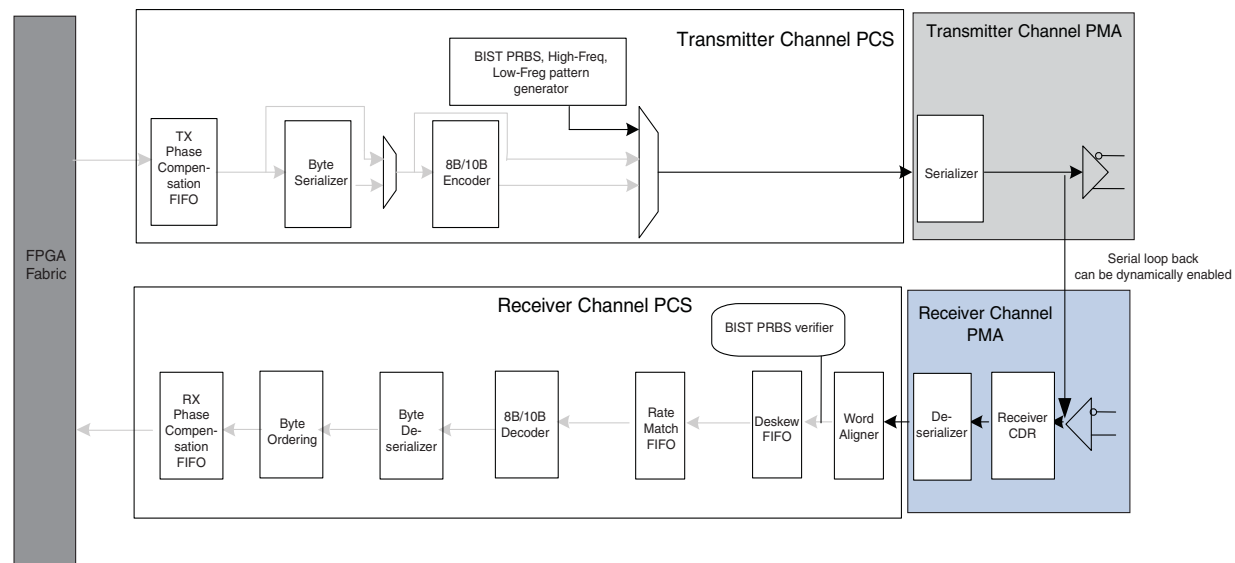 FPGA
Fabric
Transmitter Channel PCS
BIST PRBS, High-Freq,
Low-Freg pattern
generator
TX
Phase
Compen-
sation
FIFO
Byte
Serializer
8B/10B
Encoder
Transmitter Channel PMA
Serializer
Serial loop back
can be dynamically enabled
Receiver Channel PCS
BIST PRBS verifier
RX
Phase
Compen-
sation
FIFO
Byte
Ordering
Byte
De-
serializer
8B/10B
Decoder
Rate
Match
FIFO
Deskew
FIFO
Word
Aligner
Receiver Channel
PMA
De-
serializer
Receiver
CDR